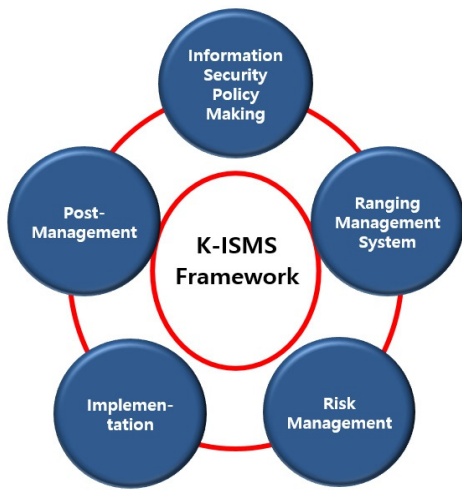 Information
Security
Policy
Making
Post-
Management
Ranging
Management
System
K-ISMS
Framework
Implemen-
tation
Risk
Management